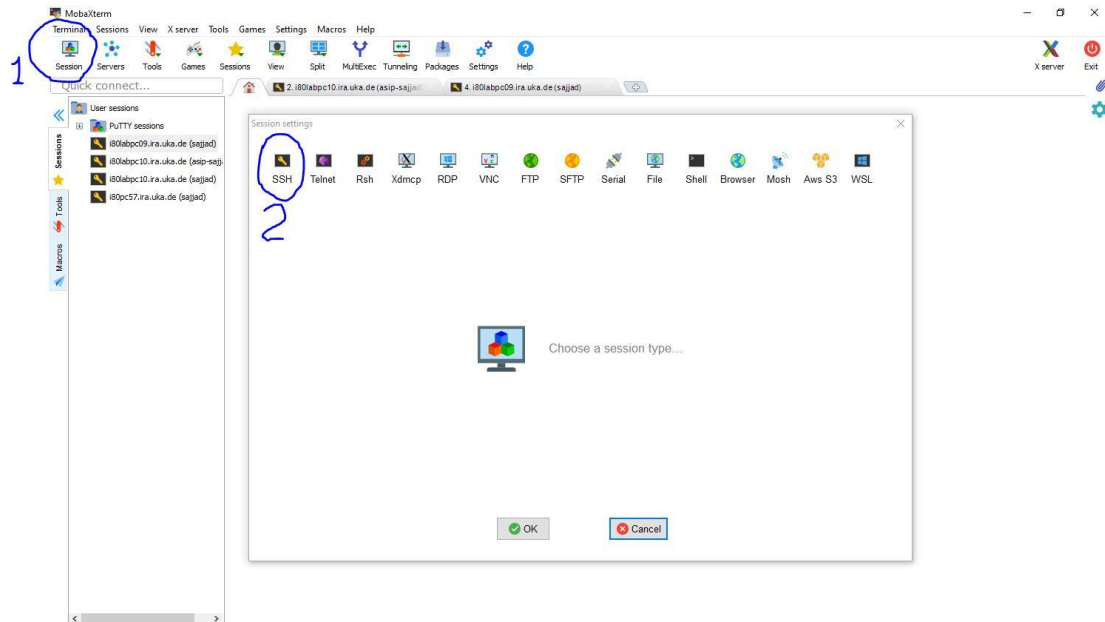 MobaXterm
Terminal Sessions View X server Tools Games Settings Macros Help
Session Servers Tools Games Sessions View Split MultiExec Tunneling Packages Settings Help X server Exit
1
Quick connect...
2. i80labpc10.ira.uka.de (asip-sajjad
4. i80labpc09.ira.uka.de (sajjad)
User sessions
PuTTY sessions
i80labpc09.ira.uka.de (sajjad)
i80labpc10.ira.uka.de (asip-sajj
i80labpc10.ira.uka.de (sajjad)
i80pc57.ira.uka.de (sajjad)
Sessions
Tools
Macros
Session settings
SSH Telnet Rsh Xdmcp RDP VNC FTP SFTP Serial File Shell Browser Mosh Aws S3 WSL
2
Choose a session type...
OK Cancel